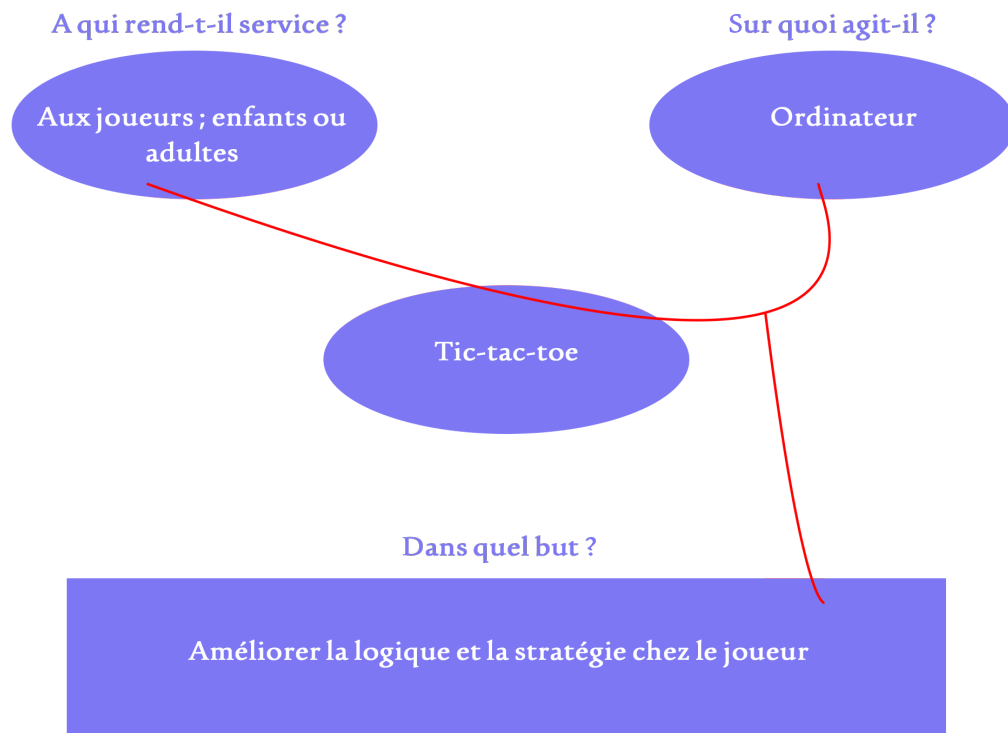 A qui rend-t-il service ?
Sur quoi agit-il ?
Aux joueurs ; enfants ou
adultes
Ordinateur
Tic-tac-toe
Dans quel but ?
Améliorer la logique et la stratégie chez le joueur